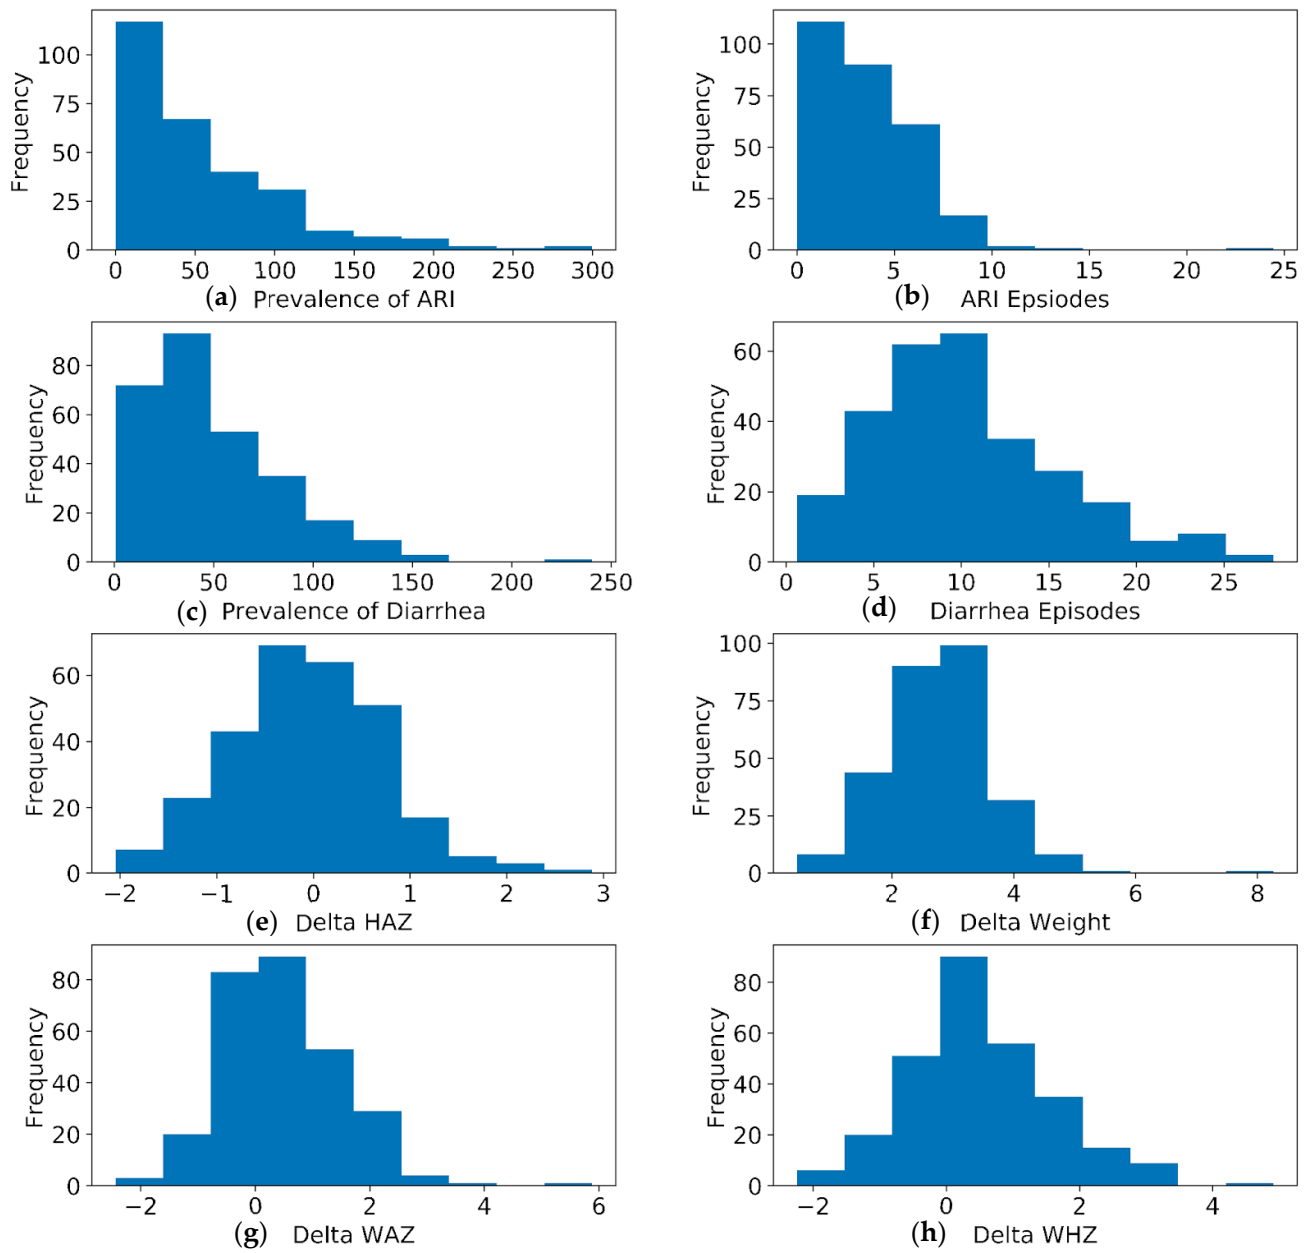 Frequency
100
75
50
25
0
0 50 100 150 200 250 300
(a) Prevalence of ARI
Frequency
100
75
50
25
0
0 5 10 15 20 25
(b) ARI Epsiodes
Frequency
80
60
40
20
0
0 50 100 150 200 250
(c) Prevalence of Diarrhea
Frequency
60
40
20
0
0 5 10 15 20 25
(d) Diarrhea Episodes
Frequency
60
40
20
0
−2 −1 0 1 2 3
(e) Delta HAZ
Frequency
100
75
50
25
0
2 4 6 8
(f) Delta Weight
Frequency
80
60
40
20
0
−2 0 2 4 6
(g) Delta WAZ
Frequency
80
60
40
20
0
−2 0 2 4
(h) Delta WHZ